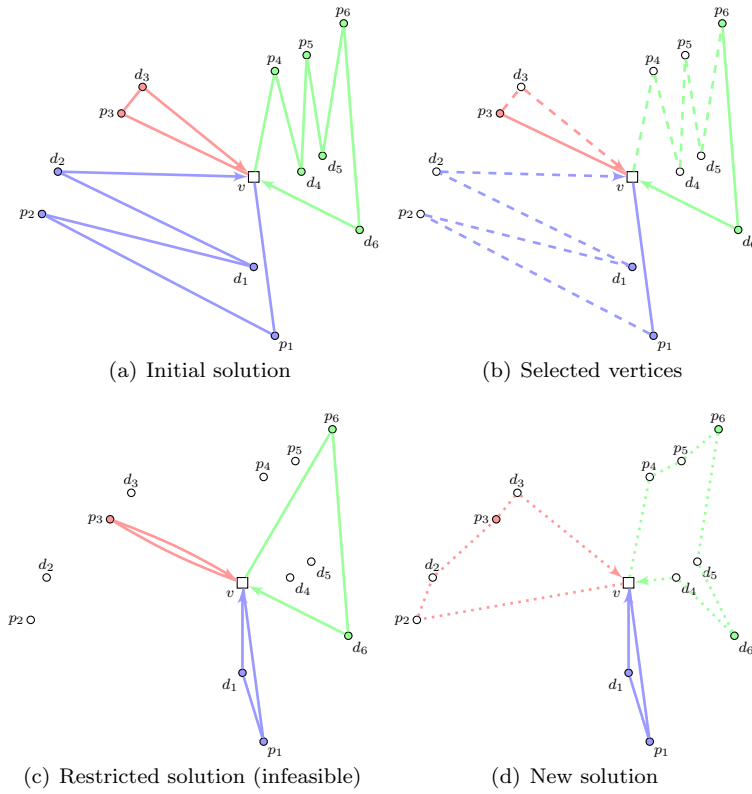 p6
p5
p4
d3
p3
d2
d5
d4
v
p2
d6
d1
p1
(a) Initial solution
p6
p5
p4
d3
p3
d2
d5
d4
v
p2
d6
d1
p1
(b) Selected vertices
p6
p5
p4
d3
p3
d2
d5
d4
v
p2
d6
d1
p1
(c) Restricted solution (infeasible)
p6
p5
p4
d3
p3
d2
d5
d4
v
p2
d6
d1
p1
(d) New solution